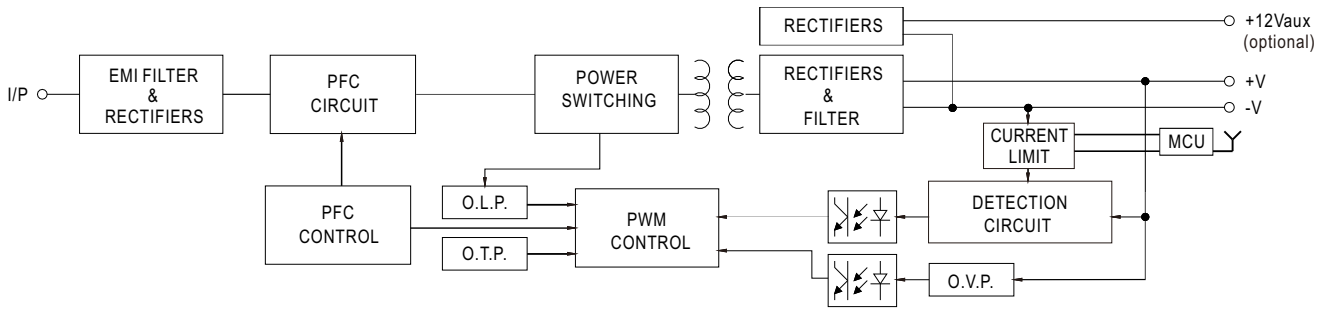 RECTIFIERS
+12Vaux
(optional)
I/P
EMI FILTER
&
RECTIFIERS
PFC
CIRCUIT
POWER
SWITCHING
RECTIFIERS
&
FILTER
+V
-V
CURRENT
LIMIT
MCU
PFC
CONTROL
O.L.P.
O.T.P.
PWM
CONTROL
DETECTION
CIRCUIT
O.V.P.